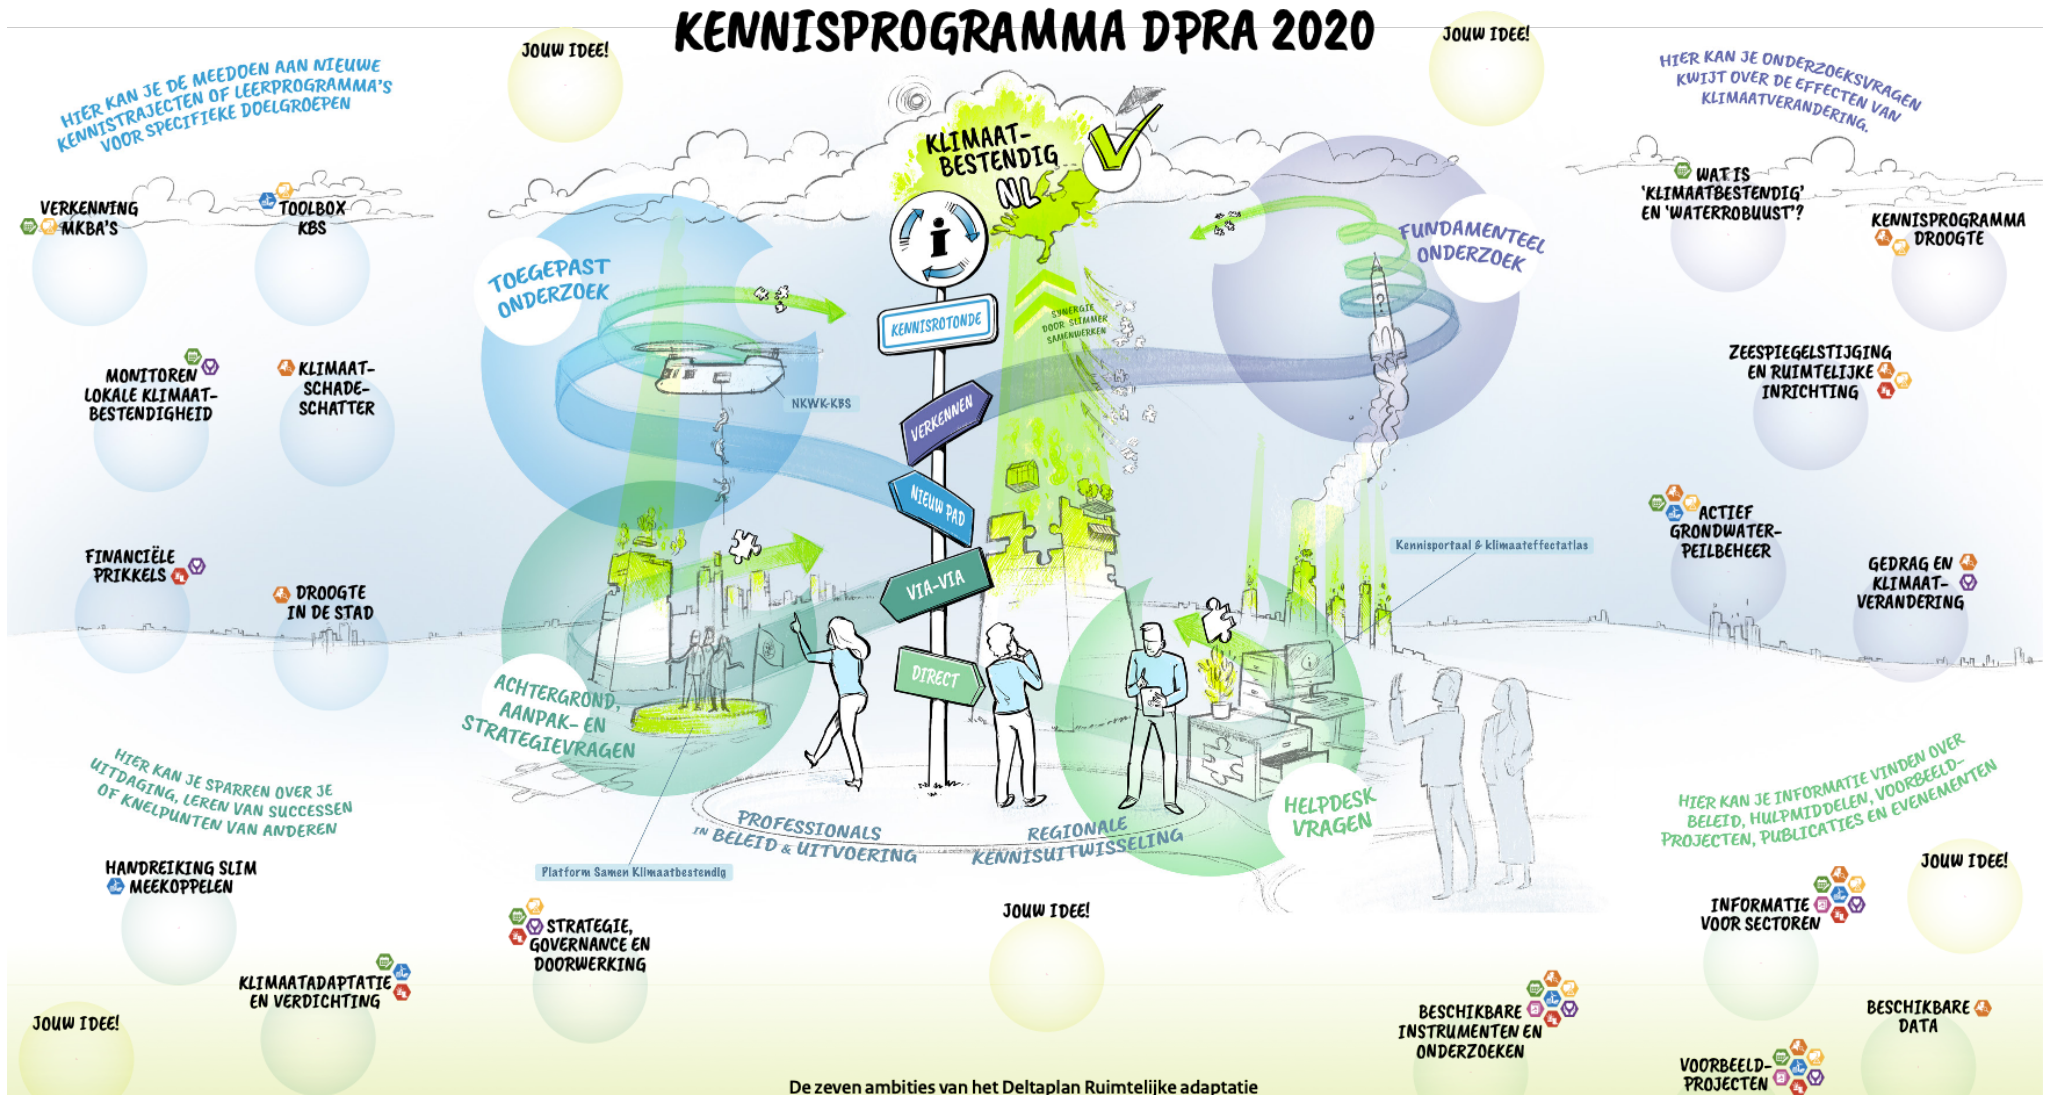 KENNISPROGRAMMA DPRA 2020
JOUW IDEE!
JOUW IDEE!
HIER KAN JE DE MEEDOEN AAN NIEUWE
KENNISTRAJECTEN OF LEERPROGRAMMA'S
VOOR SPECIFIEKE DOELGROEPEN
HIER KAN JE ONDERZOEKSVRAGEN
KWIJT OVER DE EFFECTEN VAN
KLIMAATVERANDERING.
VERKENNING
MKBA'S
TOOLBOX
KBS
MONITOREN
LOKALE KLIMAAT-
BESTENDIGHEID
KLIMAAT-
SCHADE-
SCHATTER
FINANCIËLE
PRIKKELS
DROOGTE
IN DE STAD
KLIMAAT-
BESTENDIG
NL
TOEGEPAST
ONDERZOEK
FUNDAMENTEEL
ONDERZOEK
i
KENNISROTONDE
SYNERGIE
DOOR SLIMMER
SAMENWERKEN
?
NKWK-KBS
VERKENNEN
NIEUW PAD
VIA-VIA
DIRECT
Kennisportaal & klimaateffectatlas
ACHTERGROND,
AANPAK- EN
STRATEGIEVRAGEN
HELPDESK
VRAGEN
PROFESSIONALS
IN BELEID & UITVOERING
REGIONALE
KENNISUITWISSELING
Platform Samen Klimaatbestendig
WAT IS
'KLIMAATBESTENDIG'
EN 'WATERROBUUST'?
KENNISPROGRAMMA
DROOGTE
ZEESPIEGELSTIJGING
EN RUIMTELIJKE
INRICHTING
ACTIEF
GRONDWATER-
PEILBEHEER
GEDRAG EN
KLIMAAT-
VERANDERING
HIER KAN JE SPARREN OVER JE
UITDAGING, LEREN VAN SUCCESSEN
OF KNELPUNTEN VAN ANDEREN
HANDREIKING SLIM
MEEKOPPELEN
KLIMAATADAPTATIE
EN VERDICHTING
STRATEGIE,
GOVERNANCE EN
DOORWERKING
JOUW IDEE!
JOUW IDEE!
HIER KAN JE INFORMATIE VINDEN OVER
BELEID, HULPMIDDELEN, VOORBEELD-
PROJECTEN, PUBLICATIES EN EVENEMENTEN
JOUW IDEE!
INFORMATIE
VOOR SECTOREN
BESCHIKBARE
INSTRUMENTEN EN
ONDERZOEKEN
BESCHIKBARE
DATA
VOORBEELD-
PROJECTEN
De zeven ambities van het Deltaplan Ruimtelijke adaptatie